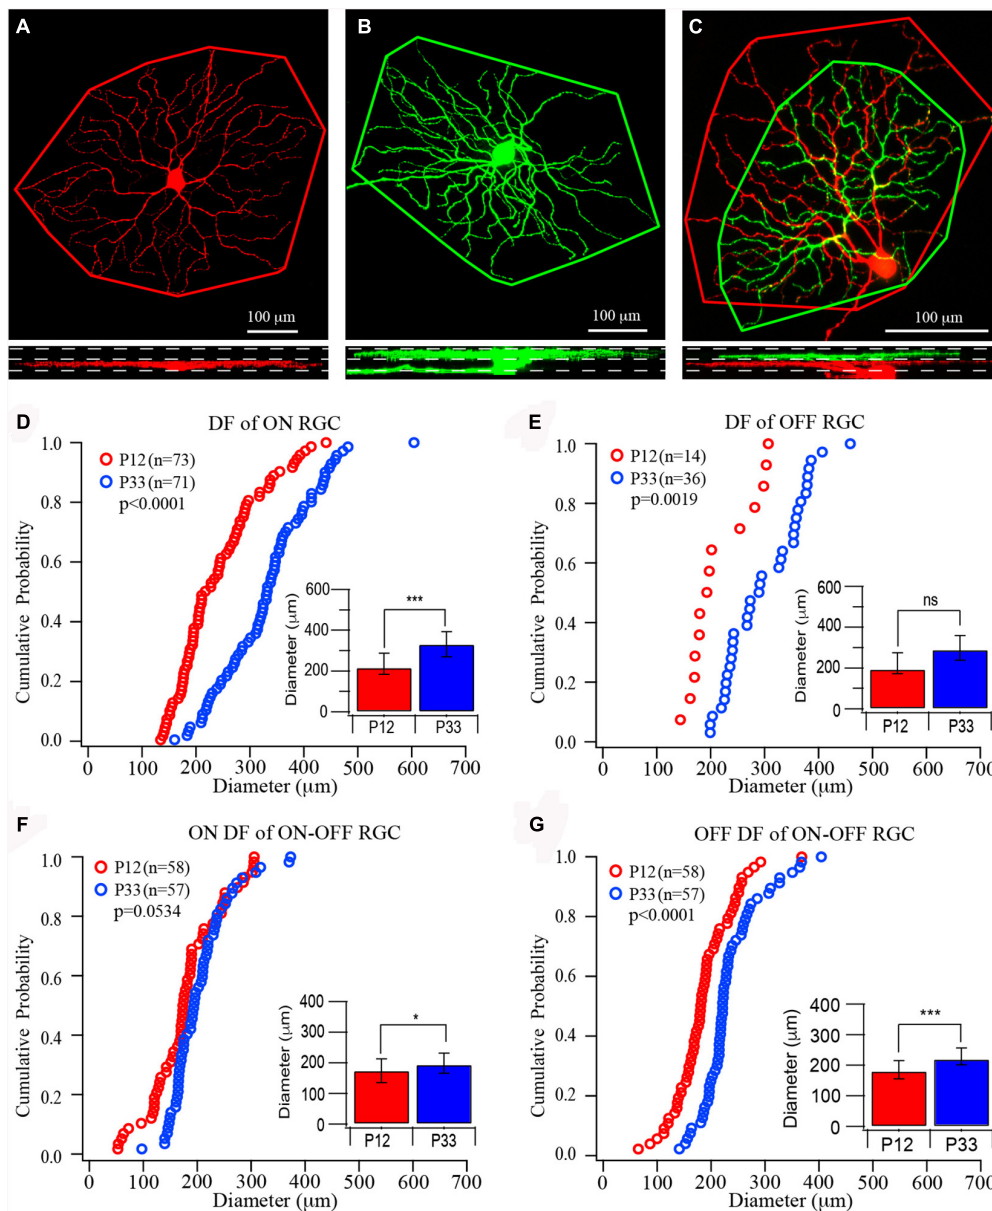 A
B
C
100 μm
100 μm
100 μm
D
DF of ON RGC
1.0
0.8
0.6
0.4
0.2
0.0
Cumulative Probability
P12(n=73)
P33(n=71)
p<0.0001
600
400
200
0
Diameter (μm)
***
P12
P33
0
100
200
300
400
500
600
700
Diameter (μm)
E
DF of OFF RGC
1.0
0.8
0.6
0.4
0.2
0.0
Cumulative Probability
P12(n=14)
P33(n=36)
p=0.0019
600
400
200
0
Diameter (μm)
ns
P12
P33
0
100
200
300
400
500
600
700
Diameter (μm)
F
ON DF of ON-OFF RGC
1.0
0.8
0.6
0.4
0.2
0.0
Cumulative Probability
P12(n=58)
P33(n=57)
p=0.0534
400
300
200
100
0
Diameter (μm)
*
P12
P33
0
100
200
300
400
500
600
700
Diameter (μm)
G
OFF DF of ON-OFF RGC
1.0
0.8
0.6
0.4
0.2
0.0
Cumulative Probability
P12(n=58)
P33(n=57)
p<0.0001
400
300
200
100
0
Diameter (μm)
***
P12
P33
0
100
200
300
400
500
600
700
Diameter (μm)